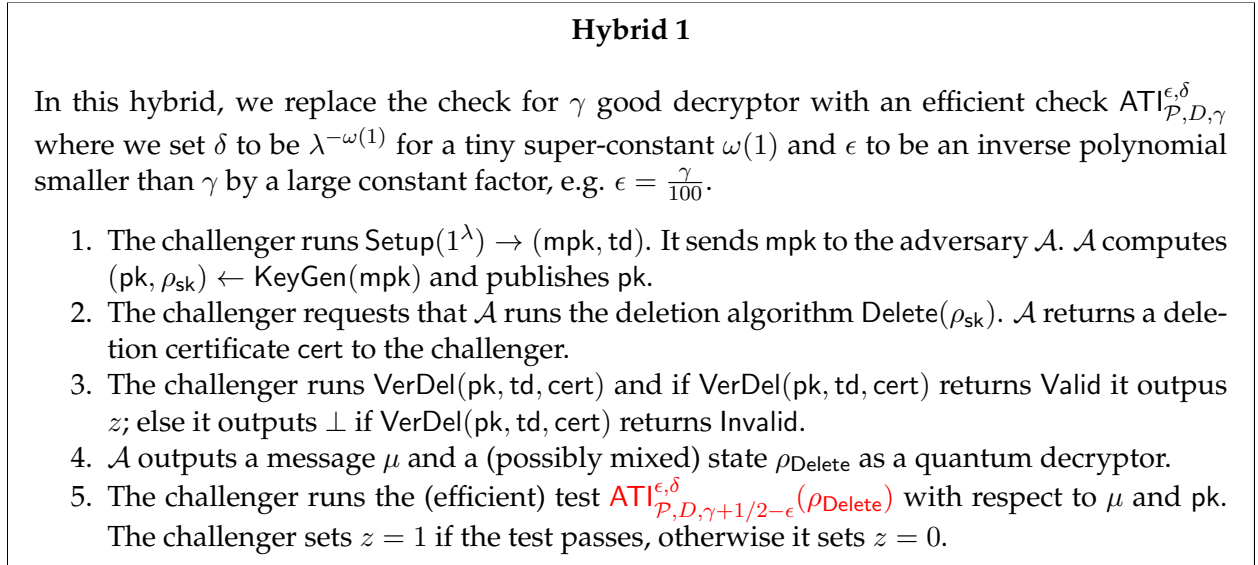 Hybrid 1
In this hybrid, we replace the check for γ good decryptor with an efficient check ATI^{ϵ,δ}_{𝒫,D,γ}
where we set δ to be λ^{−ω(1)} for a tiny super-constant ω(1) and ϵ to be an inverse polynomial
smaller than γ by a large constant factor, e.g. ϵ = γ/100.
1. The challenger runs Setup(1^λ) → (mpk, td). It sends mpk to the adversary 𝒜. 𝒜 computes
(pk, ρ_sk) ← KeyGen(mpk) and publishes pk.
2. The challenger requests that 𝒜 runs the deletion algorithm Delete(ρ_sk). 𝒜 returns a dele-
tion certificate cert to the challenger.
3. The challenger runs VerDel(pk, td, cert) and if VerDel(pk, td, cert) returns Valid it outpus
z; else it outputs ⊥ if VerDel(pk, td, cert) returns Invalid.
4. 𝒜 outputs a message μ and a (possibly mixed) state ρ_Delete as a quantum decryptor.
5. The challenger runs the (efficient) test ATI^{ϵ,δ}_{𝒫,D,γ+1/2−ϵ}(ρ_Delete) with respect to μ and pk.
The challenger sets z = 1 if the test passes, otherwise it sets z = 0.